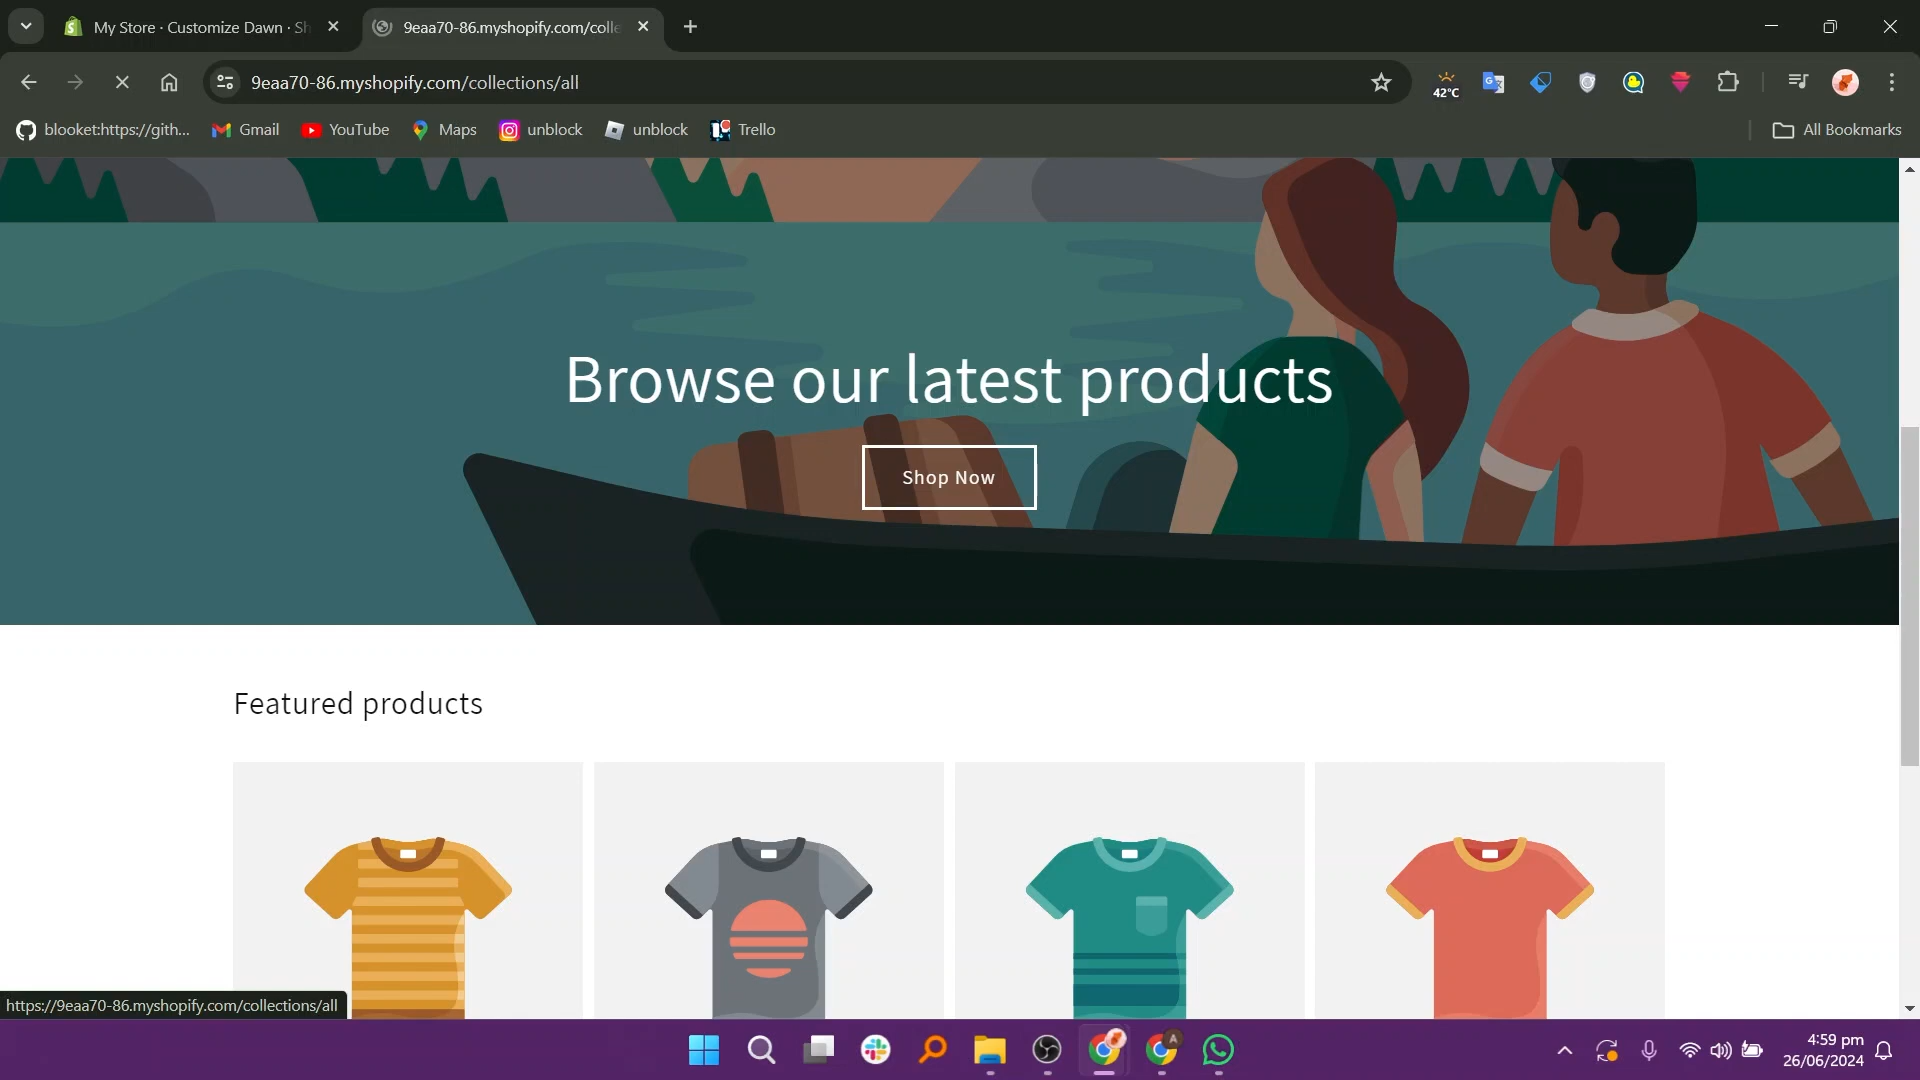 My Store · Customize Dawn · Sh
9eaa70-86.myshopify.com/colle
9eaa70-86.myshopify.com/collections/all
42°C
blooket:https://gith...
Gmail
YouTube
Maps
unblock
unblock
Trello
All Bookmarks
Browse our latest products
Shop Now
Featured products
https://9eaa70-86.myshopify.com/collections/all
A
4:59 pm
26/06/2024